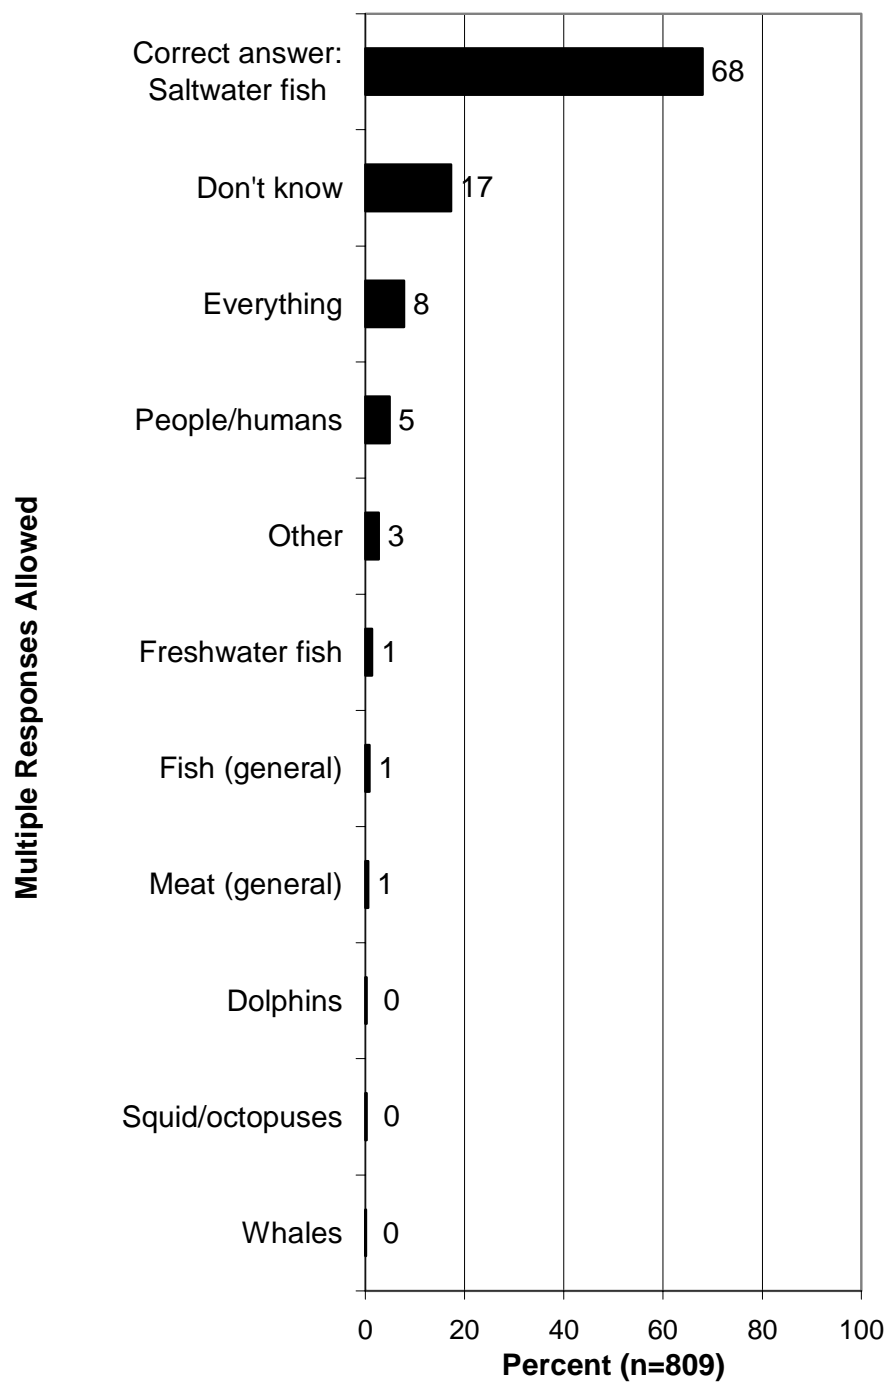 Correct answer:
Saltwater fish
68
Don't know
17
Everything
8
People/humans
5
Other
3
Freshwater fish
1
Fish (general)
1
Meat (general)
1
Dolphins
0
Squid/octopuses
0
Whales
0
Multiple Responses Allowed
0 20 40 60 80 100
Percent (n=809)